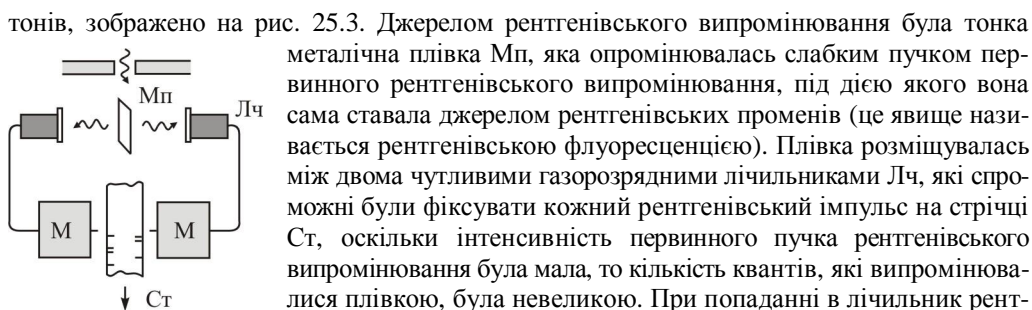 тонів, зображено на рис. 25.3. Джерелом рентгенівського випромінювання була тонка
металічна плівка Мп, яка опромінювалась слабким пучком пер-
винного рентгенівського випромінювання, під дією якого вона
сама ставала джерелом рентгенівських променів (це явище нази-
вається рентгенівською флуоресценцією). Плівка розміщувалась
між двома чутливими газорозрядними лічильниками Лч, які спро-
можні були фіксувати кожний рентгенівський імпульс на стрічці
Ст, оскільки інтенсивність первинного пучка рентгенівського
випромінювання була мала, то кількість квантів, які випромінюва-
лися плівкою, була невеликою. При попаданні в лічильник рент-
Мп
Лч
М М
Ст